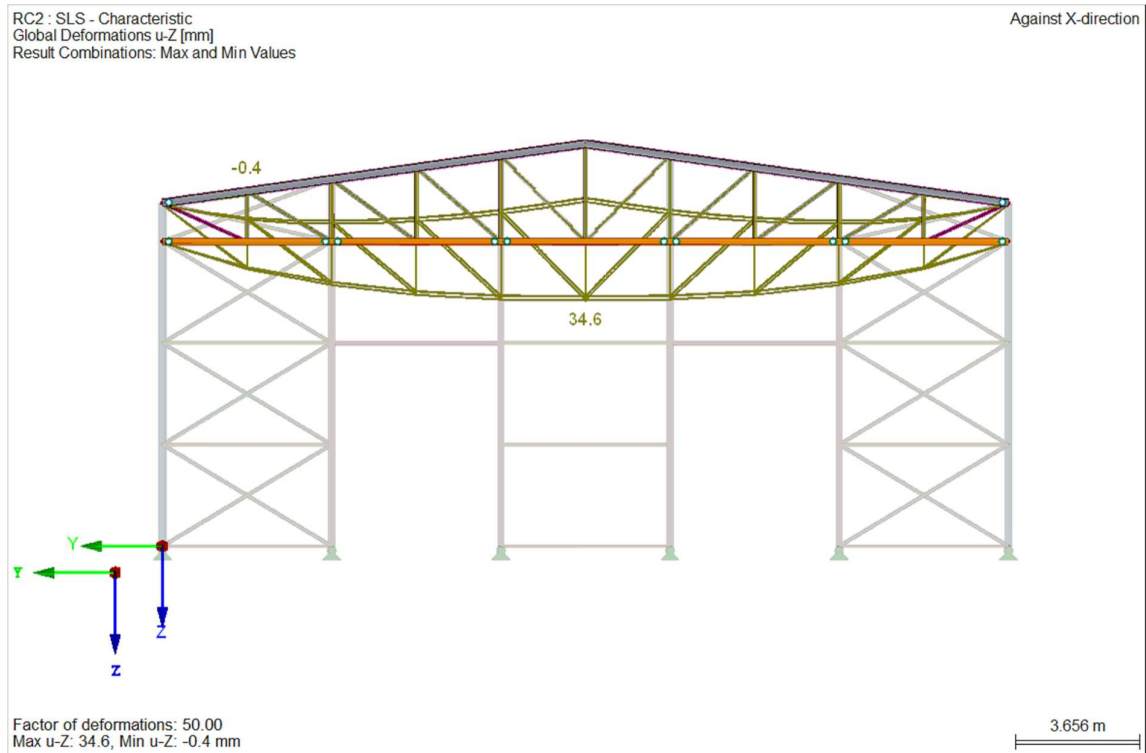 RC2 : SLS - Characteristic
Against X-direction
Global Deformations u-Z [mm]
Result Combinations: Max and Min Values
-0.4
34.6
Y
Y
Z
Z
Factor of deformations: 50.00
3.656 m
Max u-Z: 34.6, Min u-Z: -0.4 mm